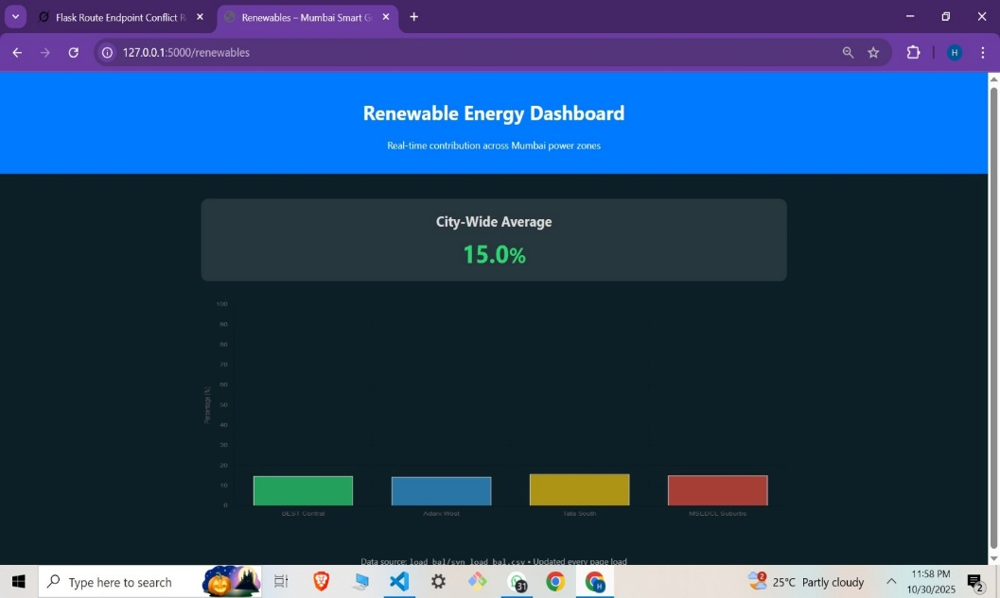 Flask Route Endpoint Conflict R
Renewables – Mumbai Smart G
127.0.0.1:5000/renewables
H
Renewable Energy Dashboard
Real-time contribution across Mumbai power zones
City-Wide Average
15.0%
100
90
80
70
60
50
40
30
20
10
0
Percentage (%)
BEST Central
Adani West
Tata South
MSEDCL Suburbs
Data source: load_bal/syn_load_bal.csv • Updated every page load
Type here to search
31
H
2
25°C Partly cloudy
11:58 PM
10/30/2025
2